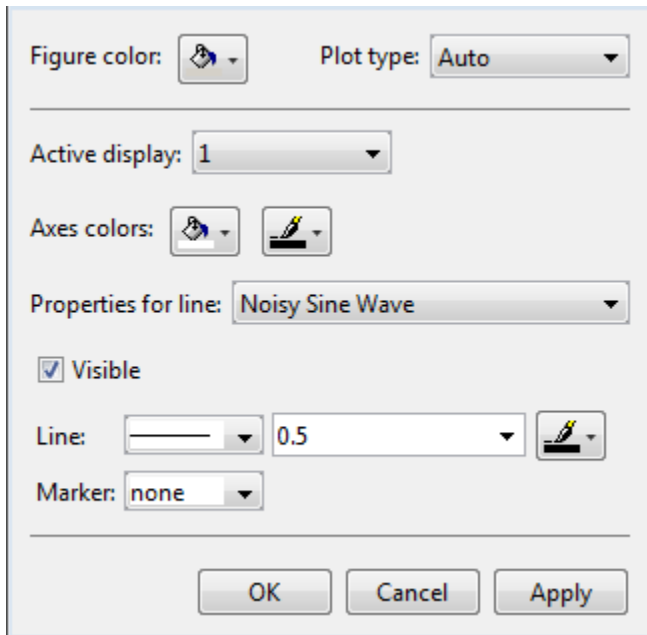 Figure color: Plot type: Auto
Active display: 1
Axes colors:
Properties for line: Noisy Sine Wave
Visible
Line: 0.5
Marker: none
OK Cancel Apply